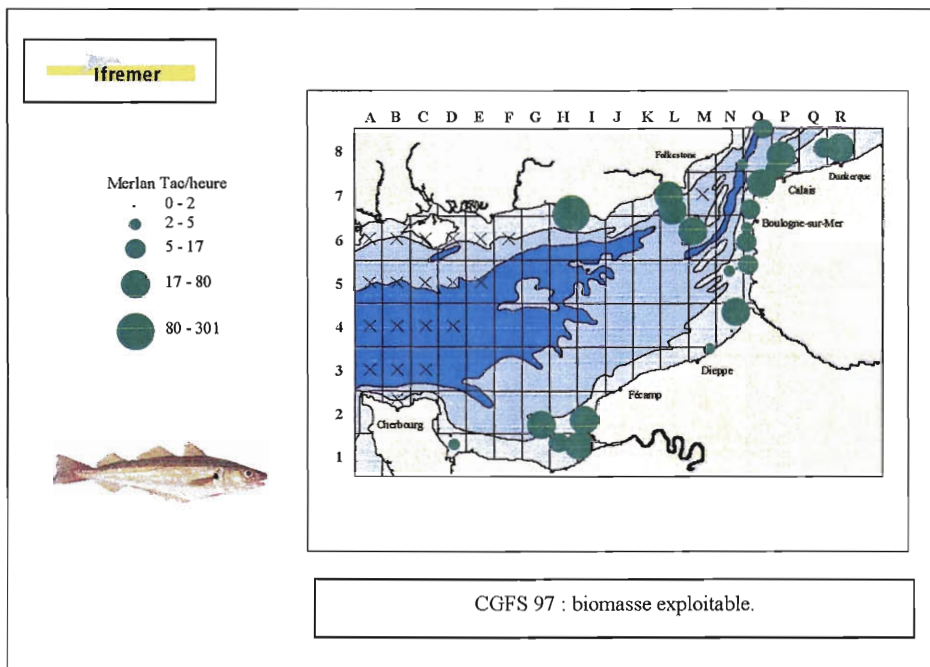 Ifremer
Merlan Tac/heure
0 - 2
2 - 5
5 - 17
17 - 80
80 - 301
A B C D E F G H I J K L M N O P Q R
8
7
6
5
4
3
2
1
Folkestone
Dunkerque
Calais
Boulogne-sur-Mer
Dieppe
Fécamp
Cherbourg
CGFS 97 : biomasse exploitable.